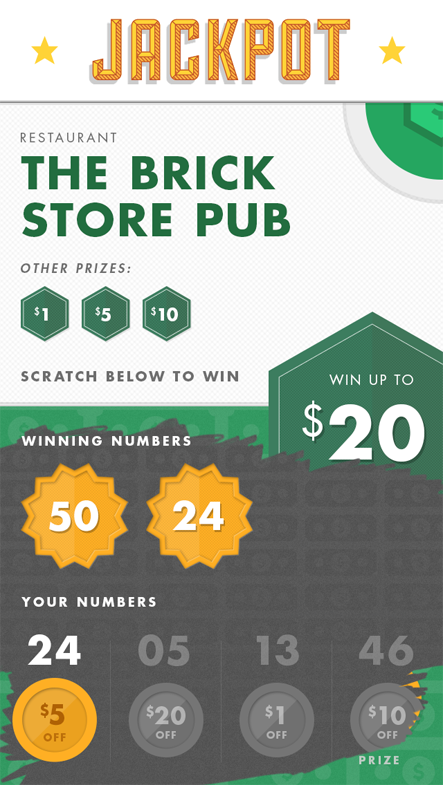 JACKPOT
RESTAURANT
THE BRICK
STORE PUB
OTHER PRIZES:
$1 $5 $10
SCRATCH BELOW TO WIN
WIN UP TO
$20
WINNING NUMBERS
50 24
YOUR NUMBERS
24 05 13 46
$5 $20 $1 $10
OFF OFF OFF OFF
PRIZE